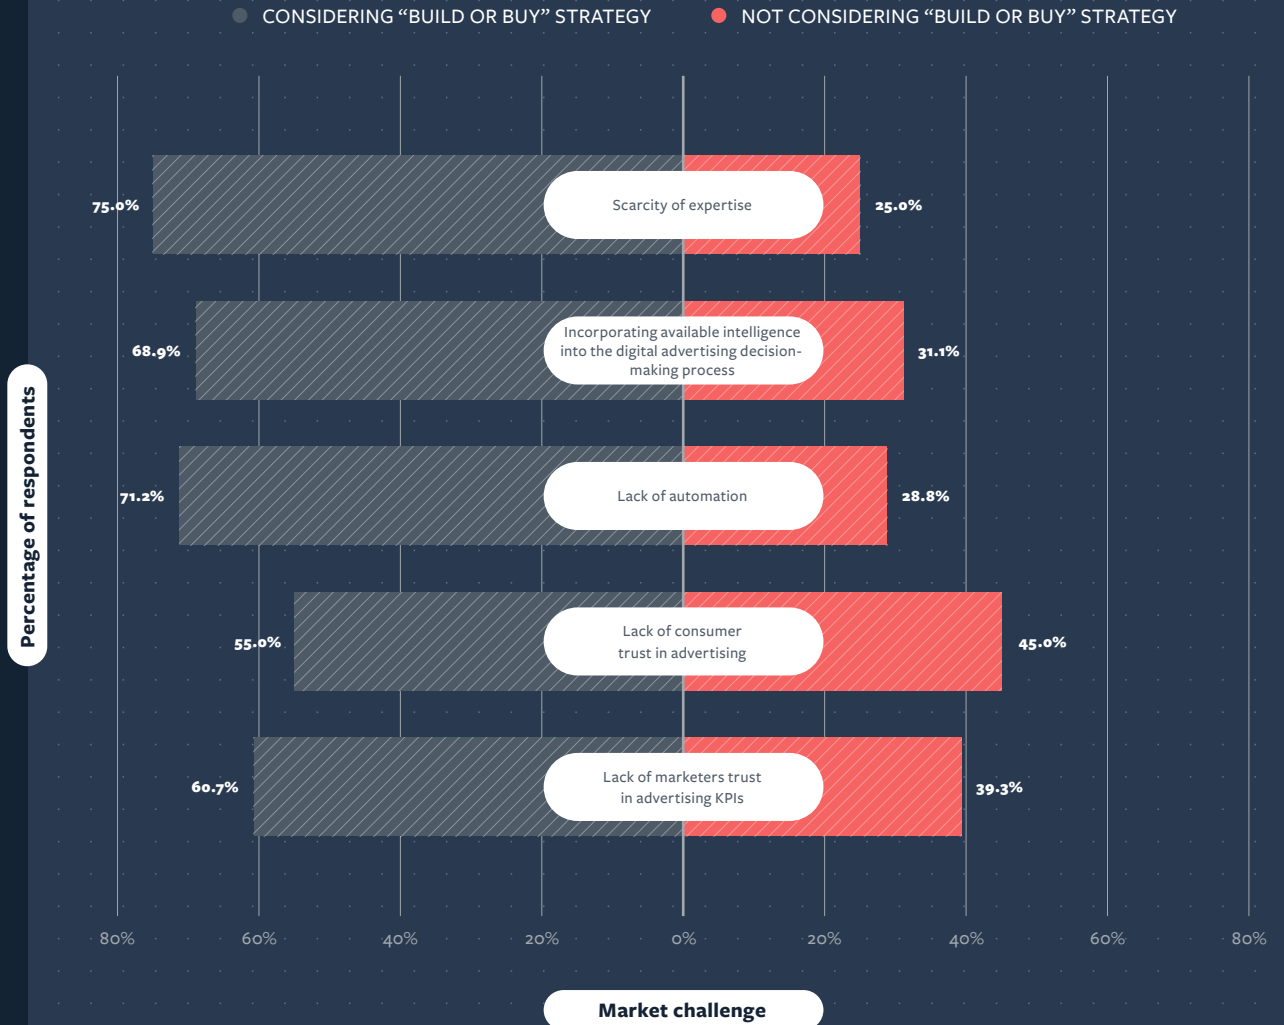 CONSIDERING “BUILD OR BUY” STRATEGY
NOT CONSIDERING “BUILD OR BUY” STRATEGY
75.0%
Scarcity of expertise
25.0%
68.9%
Incorporating available intelligence
into the digital advertising decision-
making process
31.1%
71.2%
Lack of automation
28.8%
55.0%
Lack of consumer
trust in advertising
45.0%
60.7%
Lack of marketers trust
in advertising KPIs
39.3%
Percentage of respondents
80%
60%
40%
20%
0%
20%
40%
60%
80%
Market challenge